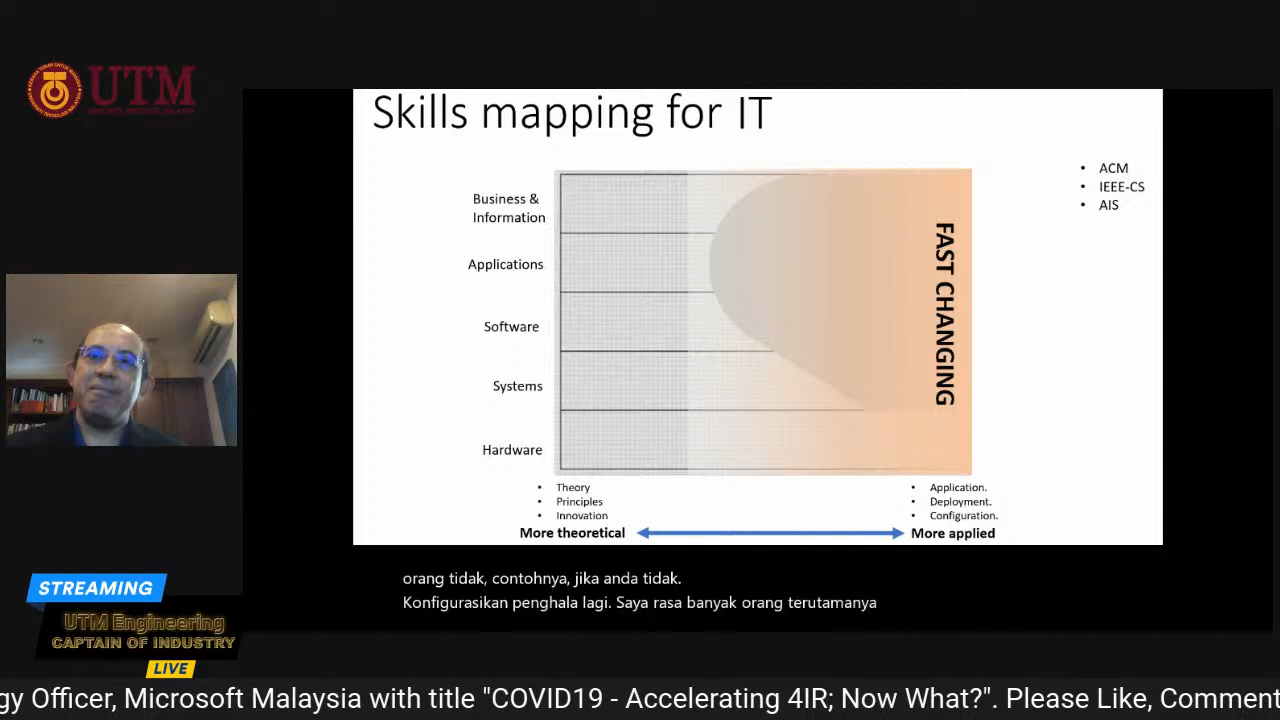 UTM
Skills mapping for IT
• ACM
• IEEE-CS
• AIS
Business &
Information
Applications
Software
Systems
Hardware
FAST CHANGING
• Theory
• Principles
• Innovation
• Application.
• Deployment.
• Configuration.
More theoretical
More applied
orang tidak, contohnya, jika anda tidak.
Konfigurasikan penghala lagi. Saya rasa banyak orang terutamanya
STREAMING
UTM Engineering
CAPTAIN OF INDUSTRY
LIVE
gy Officer, Microsoft Malaysia with title "COVID19 - Accelerating 4IR; Now What?". Please Like, Comment